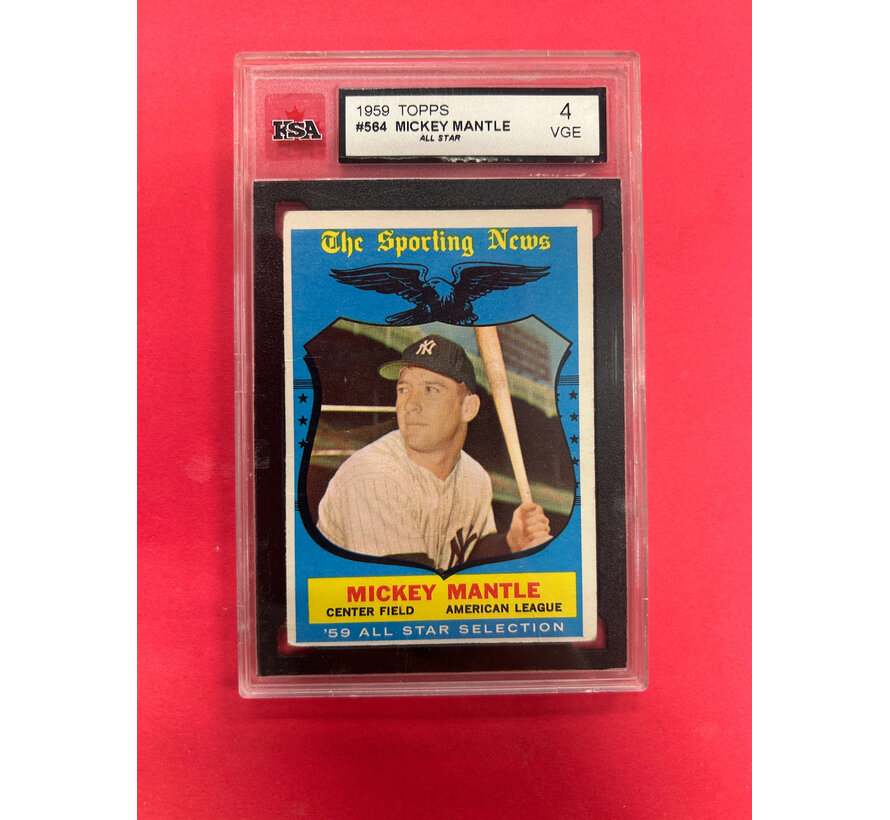 KSA
1959 TOPPS
#564 MICKEY MANTLE
ALL STAR
4
VGE
The Sporting News
NY
NY
MICKEY MANTLE
CENTER FIELD AMERICAN LEAGUE
'59 ALL STAR SELECTION